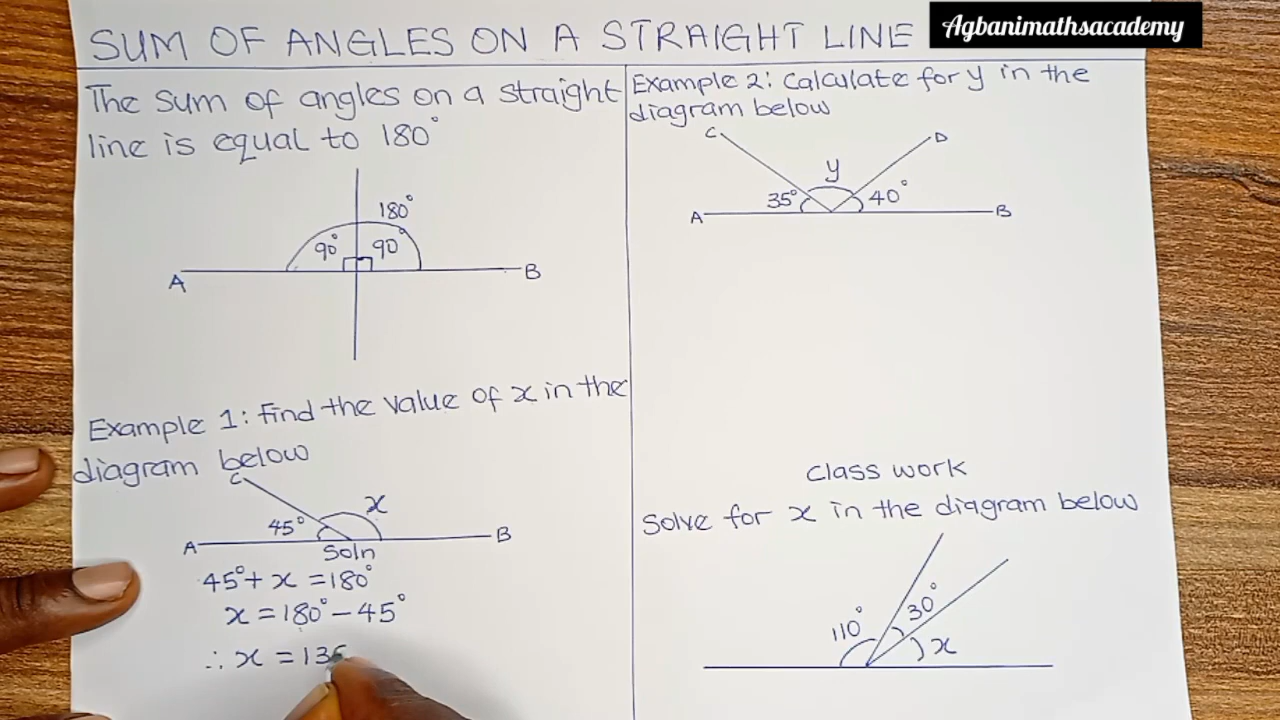 SUM OF ANGLES ON A STRAIGHT LINE
Agbanimathsacademy
The sum of angles on a straight
line is equal to 180°
180°
90° 90°
A B
Example 1: Find the value of x in the
diagram below
C
45° x
A B
Soln
45° + x = 180°
x = 180° - 45°
∴ x = 135
Example 2: Calculate for y in the
diagram below
C D
y
35° 40°
A B
Class work
Solve for x in the diagram below
110° 30°
x